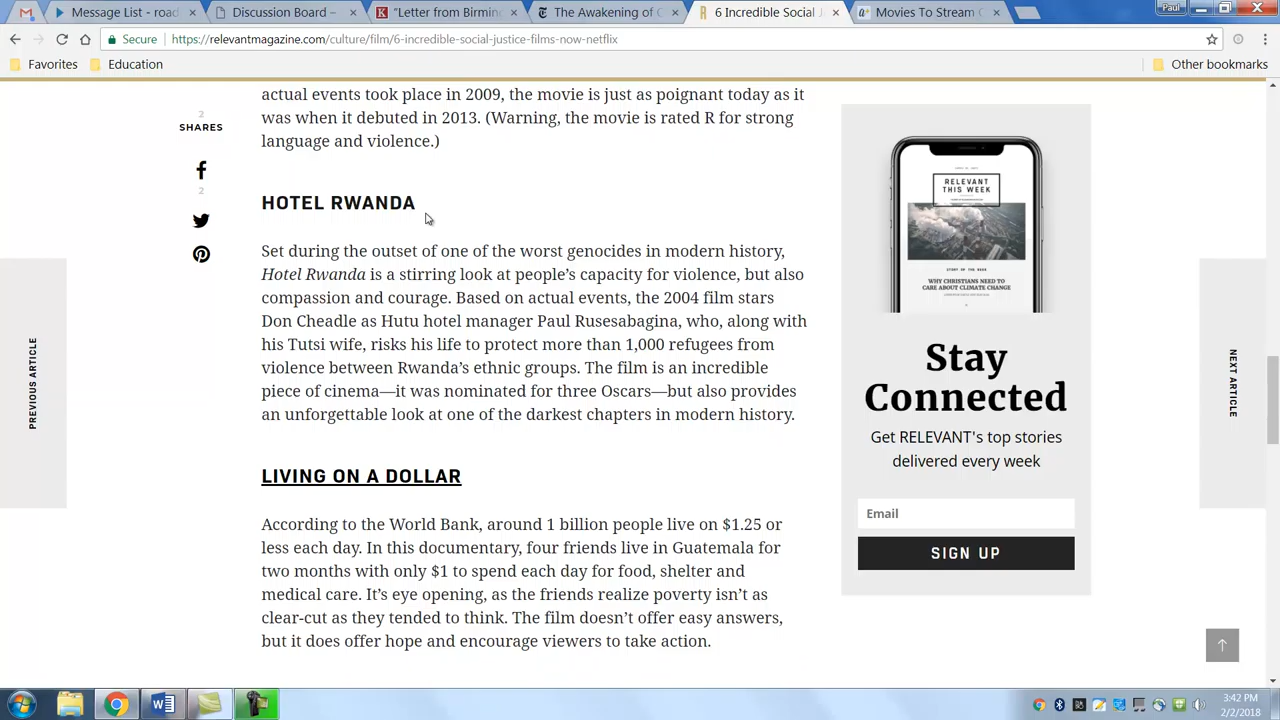 Message List - road
Discussion Board –
"Letter from Birming
The Awakening of C
6 Incredible Social J
Movies To Stream C
Paul
Secure
https://relevantmagazine.com/culture/film/6-incredible-social-justice-films-now-netflix
Favorites
Education
Other bookmarks
actual events took place in 2009, the movie is just as poignant today as it
was when it debuted in 2013. (Warning, the movie is rated R for strong
language and violence.)
2
SHARES
2
HOTEL RWANDA
Set during the outset of one of the worst genocides in modern history,
Hotel Rwanda is a stirring look at people's capacity for violence, but also
compassion and courage. Based on actual events, the 2004 film stars
Don Cheadle as Hutu hotel manager Paul Rusesabagina, who, along with
his Tutsi wife, risks his life to protect more than 1,000 refugees from
violence between Rwanda's ethnic groups. The film is an incredible
piece of cinema—it was nominated for three Oscars—but also provides
an unforgettable look at one of the darkest chapters in modern history.
LIVING ON A DOLLAR
According to the World Bank, around 1 billion people live on $1.25 or
less each day. In this documentary, four friends live in Guatemala for
two months with only $1 to spend each day for food, shelter and
medical care. It's eye opening, as the friends realize poverty isn't as
clear-cut as they tended to think. The film doesn't offer easy answers,
but it does offer hope and encourage viewers to take action.
PREVIOUS ARTICLE
NEXT ARTICLE
RELEVANT
THIS WEEK
WHY CHRISTIANS NEED TO
CARE ABOUT CLIMATE CHANGE
Stay
Connected
Get RELEVANT's top stories
delivered every week
Email
SIGN UP
3:42 PM
2/2/2018